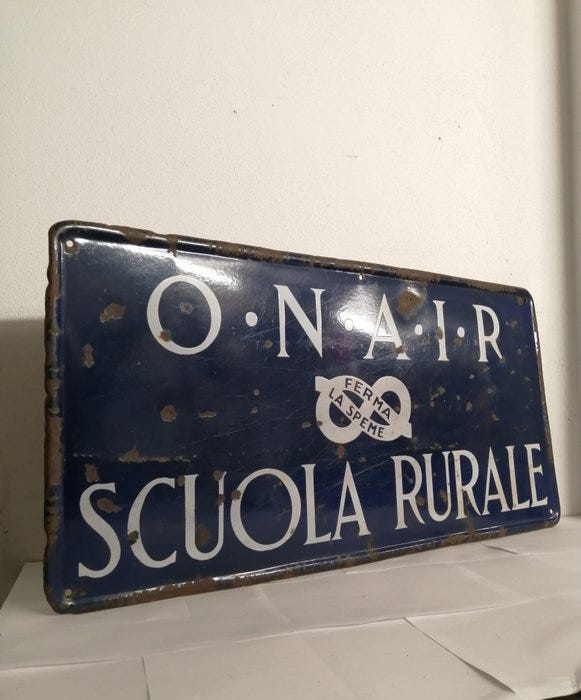 O·N·A·I·R
FERMA
LA SPEME
SCUOLA RURALE